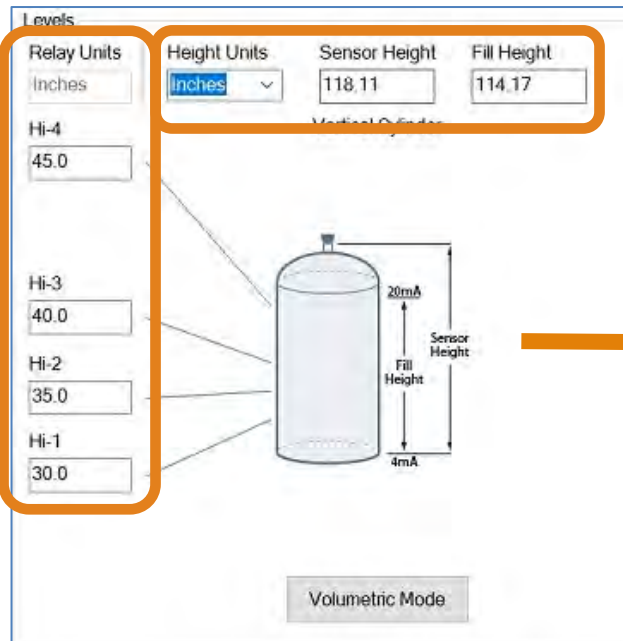 Levels
Relay Units Height Units Sensor Height Fill Height
Inches Inches 118.11 114.17
Vertical Cylinder
Hi-4
45.0
Hi-3
40.0
Hi-2
35.0
Hi-1
30.0
20mA
Sensor
Height
Fill
Height
4mA
Volumetric Mode